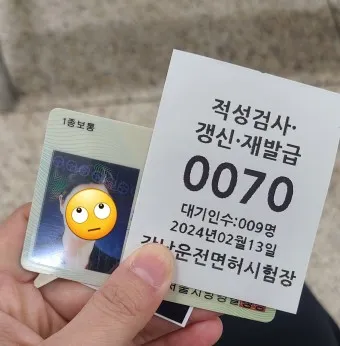 1종보통
적성검사·
갱신·재발급
0070
대기인수:009명
2024년02월13일
강남운전면허시험장